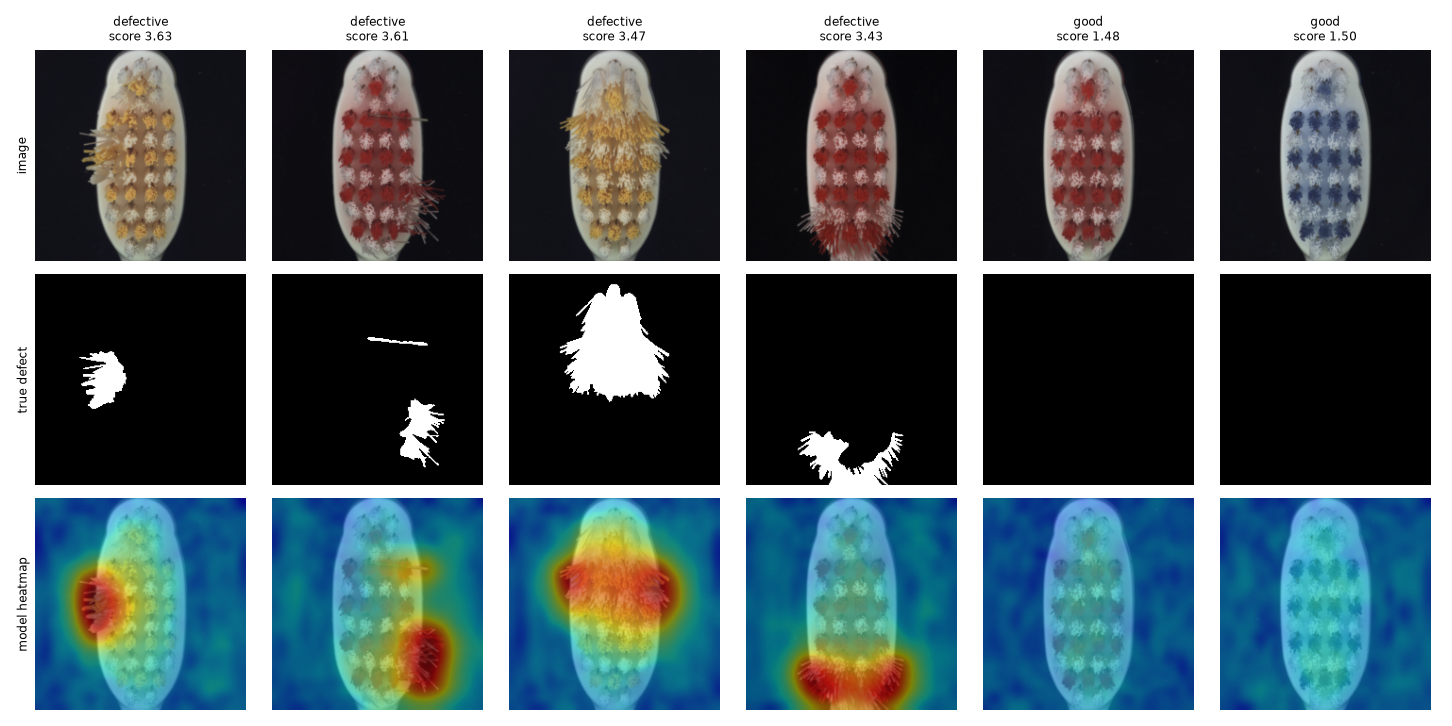 defective
score 3.63
defective
score 3.61
defective
score 3.47
defective
score 3.43
good
score 1.48
good
score 1.50
image
true defect
model heatmap